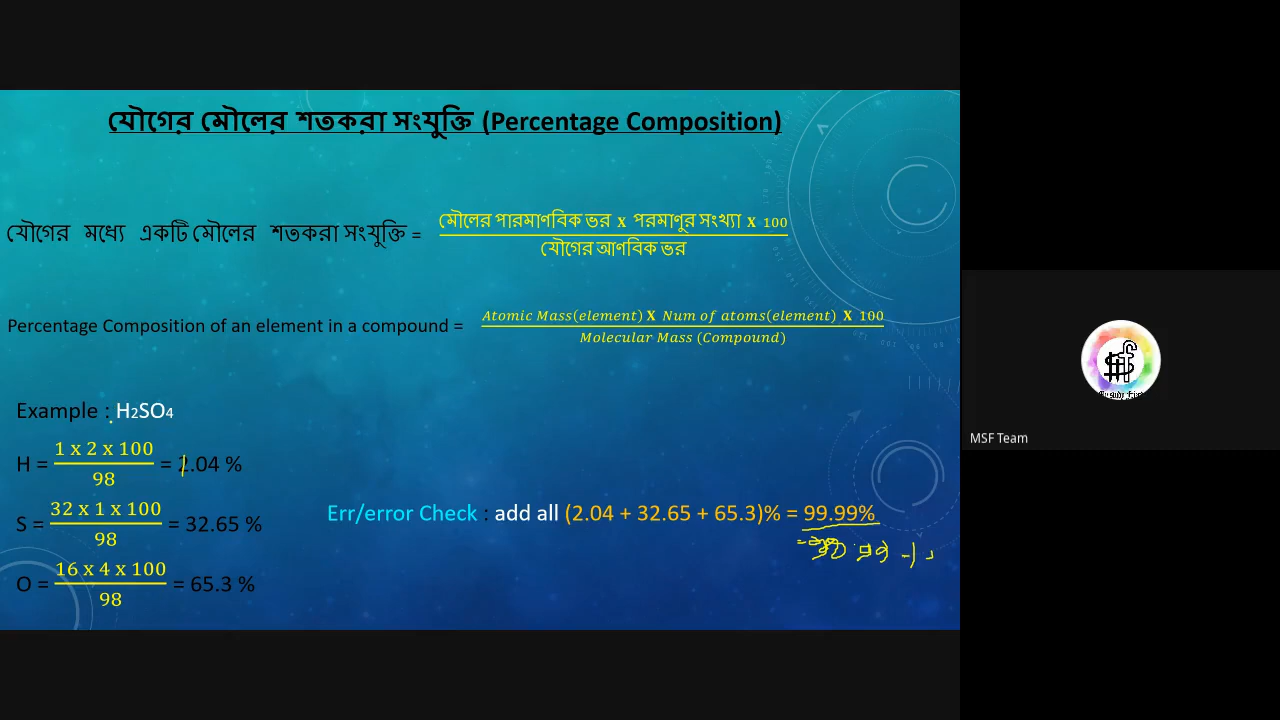 যৌগের মৌলের শতকরা সংযুক্তি (Percentage Composition)
যৌগের মধ্যে একটি মৌলের শতকরা সংযুক্তি = মৌলের পারমাণবিক ভর x পরমাণুর সংখ্যা x 100
যৌগের আণবিক ভর
Percentage Composition of an element in a compound = Atomic Mass(element) X Num of atoms(element) X 100
Molecular Mass (Compound)
Example : H2SO4
H = 1 x 2 x 100 / 98 = 2.04 %
S = 32 x 1 x 100 / 98 = 32.65 %
Err/error Check : add all (2.04 + 32.65 + 65.3)% = 99.99%
O = 16 x 4 x 100 / 98 = 65.3 %
MSF Team